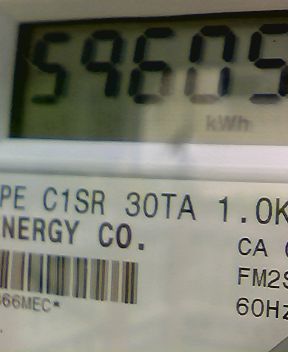 59605
kWh
PE C1SR 30TA 1.0K
NERGY CO.
CA
FM2S
66MEC*
60Hz